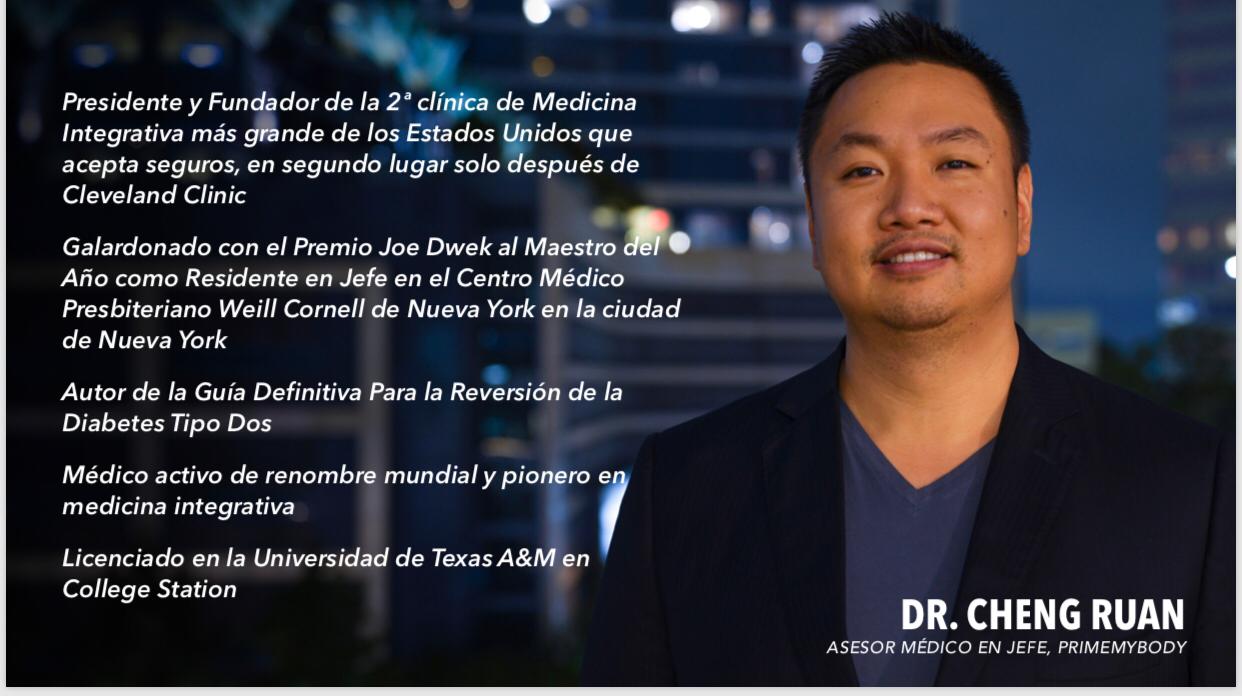 Presidente y Fundador de la 2ª clínica de Medicina
Integrativa más grande de los Estados Unidos que
acepta seguros, en segundo lugar solo después de
Cleveland Clinic
Galardonado con el Premio Joe Dwek al Maestro del
Año como Residente en Jefe en el Centro Médico
Presbiteriano Weill Cornell de Nueva York en la ciudad
de Nueva York
Autor de la Guía Definitiva Para la Reversión de la
Diabetes Tipo Dos
Médico activo de renombre mundial y pionero en
medicina integrativa
Licenciado en la Universidad de Texas A&M en
College Station
DR. CHENG RUAN
ASESOR MÉDICO EN JEFE, PRIMEMYBODY